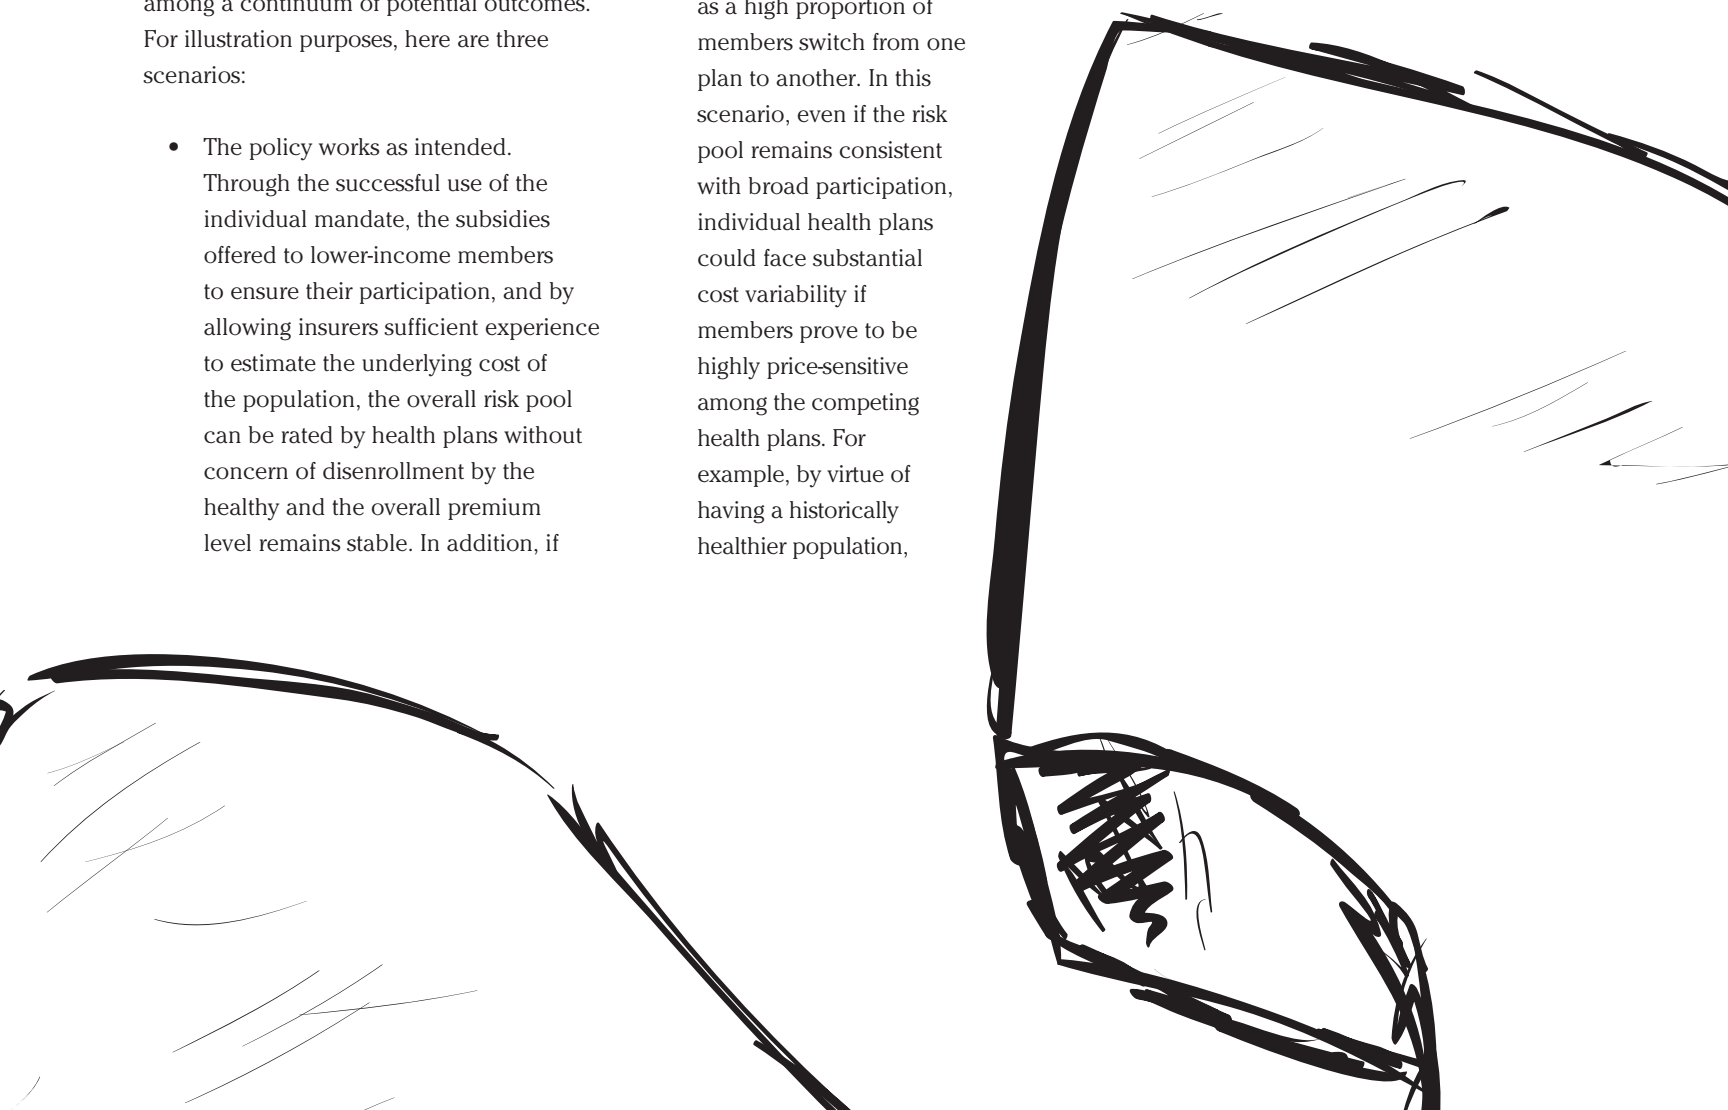 among a continuum of potential outcomes.
For illustration purposes, here are three
scenarios:
• The policy works as intended.
Through the successful use of the
individual mandate, the subsidies
offered to lower-income members
to ensure their participation, and by
allowing insurers sufficient experience
to estimate the underlying cost of
the population, the overall risk pool
can be rated by health plans without
concern of disenrollment by the
healthy and the overall premium
level remains stable. In addition, if
as a high proportion of
members switch from one
plan to another. In this
scenario, even if the risk
pool remains consistent
with broad participation,
individual health plans
could face substantial
cost variability if
members prove to be
highly price-sensitive
among the competing
health plans. For
example, by virtue of
having a historically
healthier population,